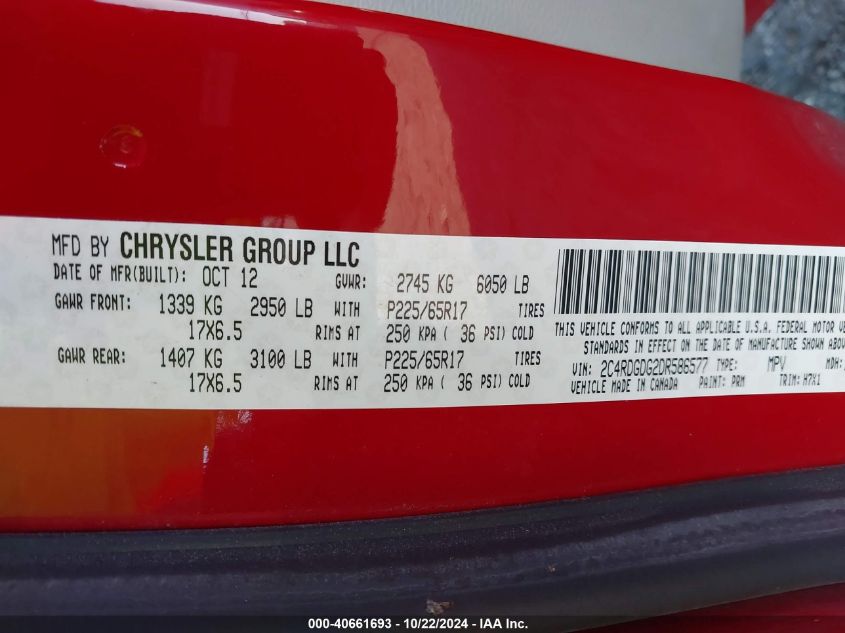 MFD BY CHRYSLER GROUP LLC
DATE OF MFR(BUILT): OCT 12 GVWR: 2745 KG 6050 LB
GAWR FRONT: 1339 KG 2950 LB WITH P225/65R17 TIRES
17X6.5 RIMS AT 250 KPA ( 36 PSI) COLD
GAWR REAR: 1407 KG 3100 LB WITH P225/65R17 TIRES
17X6.5 RIMS AT 250 KPA ( 36 PSI) COLD
THIS VEHICLE CONFORMS TO ALL APPLICABLE U.S.A. FEDERAL MOTOR VE
STANDARDS IN EFFECT ON THE DATE OF MANUFACTURE SHOWN ABOV
VIN: 2C4RDGDG2DR586577 TYPE: MPV MDH:
VEHICLE MADE IN CANADA PAINT: PRM TRIM: H7X1
000-40661693 - 10/22/2024 - IAA Inc.